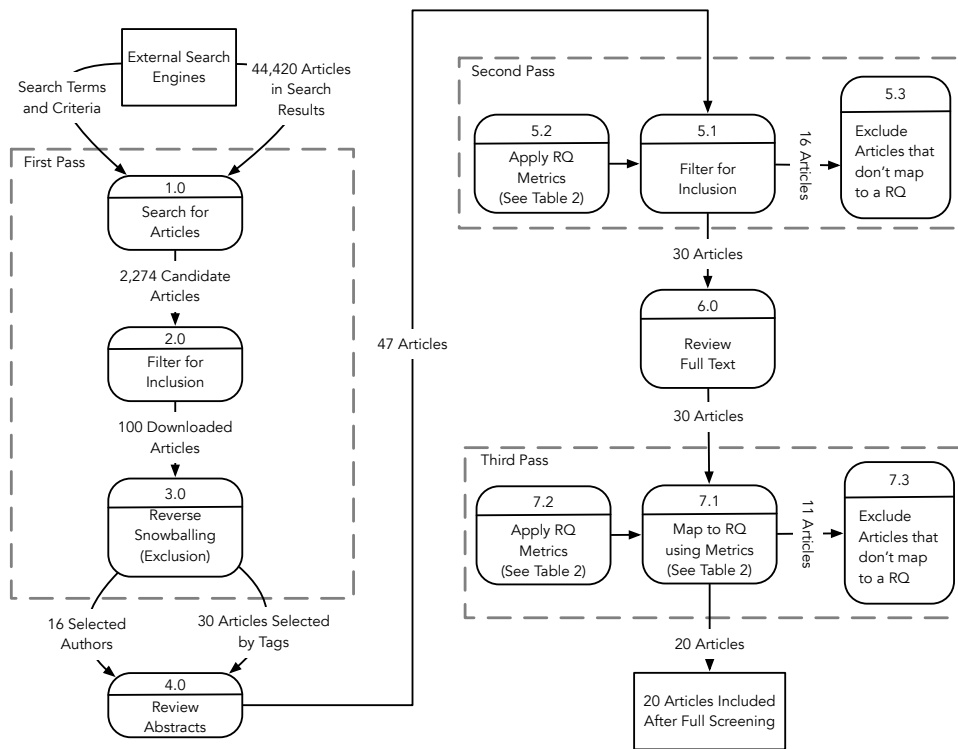 External Search
Engines
Search Terms
and Criteria
44,420 Articles
in Search
Results
First Pass
1.0
Search for
Articles
2,274 Candidate
Articles
2.0
Filter for
Inclusion
100 Downloaded
Articles
3.0
Reverse
Snowballing
(Exclusion)
16 Selected
Authors
30 Articles Selected
by Tags
4.0
Review
Abstracts
47 Articles
Second Pass
5.2
Apply RQ
Metrics
(See Table 2)
5.1
Filter for
Inclusion
16 Articles
5.3
Exclude
Articles that
don't map
to a RQ
30 Articles
6.0
Review
Full Text
30 Articles
Third Pass
7.2
Apply RQ
Metrics
(See Table 2)
7.1
Map to RQ
using Metrics
(See Table 2)
11 Articles
7.3
Exclude
Articles that
don't map
to a RQ
20 Articles
20 Articles Included
After Full Screening